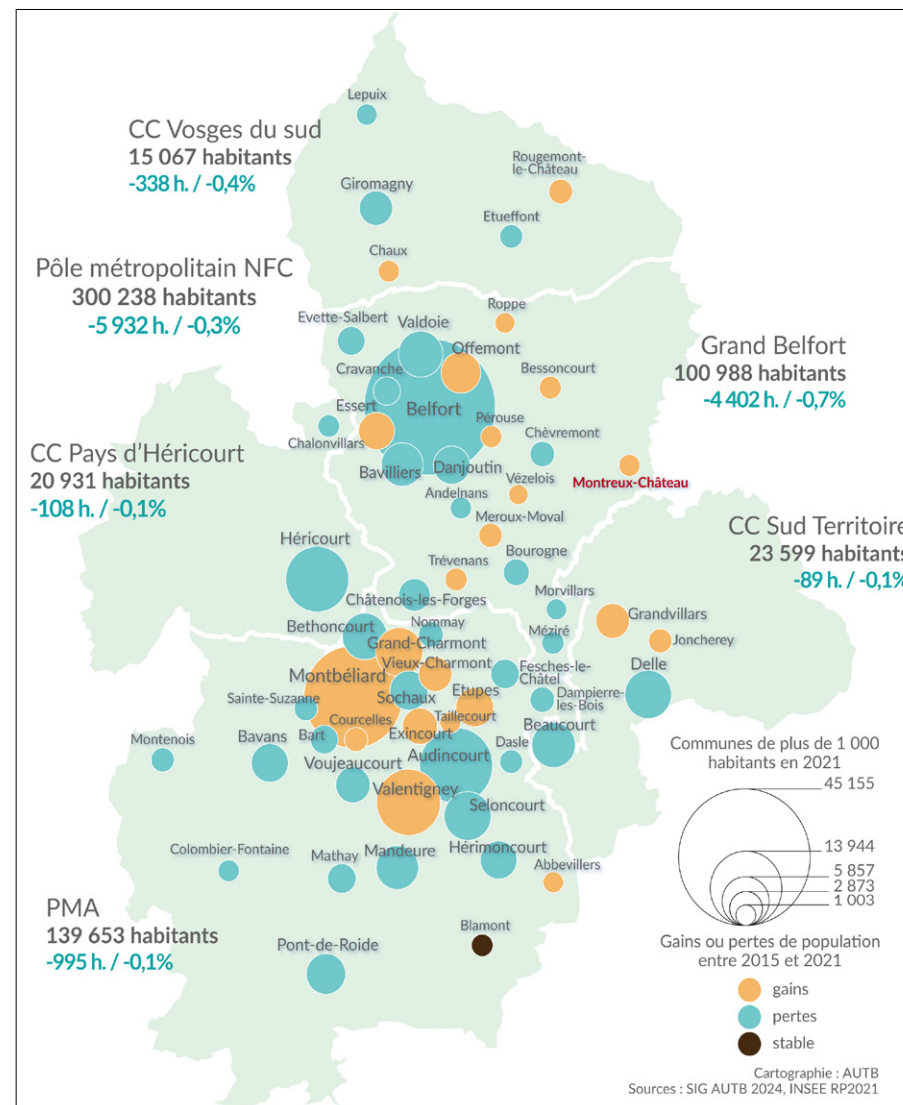 Lepuix
CC Vosges du sud
15 067 habitants
-338 h. / -0,4%
Rougemont-
le-Château
Giromagny
Etueffont
Chaux
Pôle métropolitain NFC
300 238 habitants
-5 932 h. / -0,3%
Roppe
Evette-Salbert
Valdoie
Offemont
Grand Belfort
100 988 habitants
-4 402 h. / -0,7%
Cravanche
Bessoncourt
Essert
Belfort
Pérouse
Chèvremont
Chalonvillars
CC Pays d'Héricourt
20 931 habitants
-108 h. / -0,1%
Bavilliers
Danjoutin
Vézelois
Montreux-Château
Andelnans
Meroux-Moval
CC Sud Territoire
23 599 habitants
-89 h. / -0,1%
Héricourt
Bourogne
Trévenans
Châtenois-les-Forges
Morvillars
Grandvillars
Bethoncourt
Nommay
Grand-Charmont
Méziré
Joncherey
Vieux-Charmont
Fesches-le-
Châtel
Delle
Montbéliard
Sochaux
Etupes
Dampierre-
les-Bois
Sainte-Suzanne
Courcelles
Taillecourt
Beaucourt
Montenois
Bavans
Bart
Exincourt
Audincourt
Dasle
Voujeaucourt
Valentigney
Seloncourt
Colombier-Fontaine
Mathay
Mandeure
Hérimoncourt
Abbevillers
PMA
139 653 habitants
-995 h. / -0,1%
Blamont
Pont-de-Roide
Communes de plus de 1 000
habitants en 2021
45 155
13 944
5 857
2 873
1 003
Gains ou pertes de population
entre 2015 et 2021
gains
pertes
stable
Cartographie : AUTB
Sources : SIG AUTB 2024, INSEE RP2021